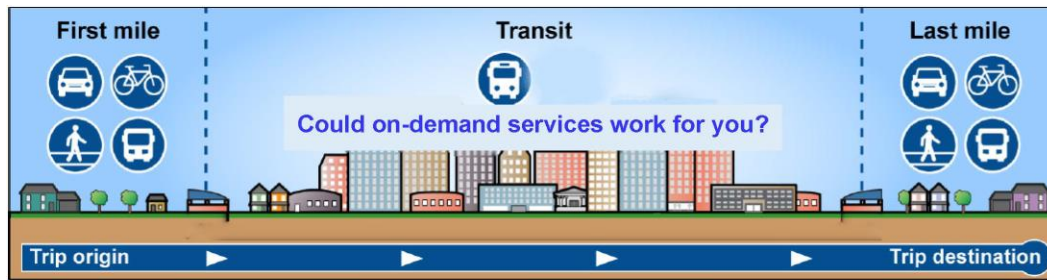 First mile
Transit
Last mile
Could on-demand services work for you?
Trip origin
Trip destination